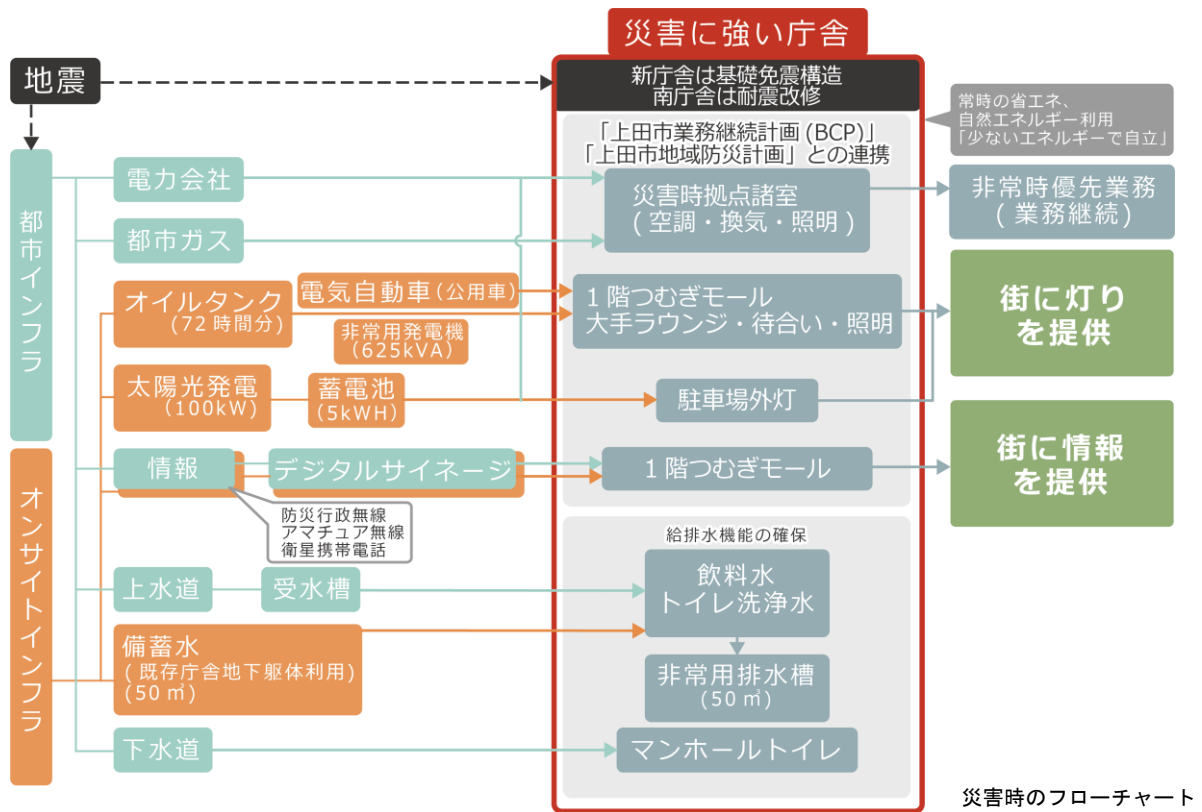 災害に強い庁舎
地震
新庁舎は基礎免震構造
南庁舎は耐震改修
常時の省エネ、
自然エネルギー利用
「少ないエネルギーで自立」
「上田市業務継続計画(BCP)」
「上田市地域防災計画」との連携
都市インフラ
電力会社
災害時拠点諸室
(空調・換気・照明)
非常時優先業務
(業務継続)
都市ガス
オイルタンク
(72時間分)
電気自動車(公用車)
非常用発電機
(625kVA)
1階つむぎモール
大手ラウンジ・待合い・照明
街に灯り
を提供
太陽光発電
(100kW)
蓄電池
(5kWH)
駐車場外灯
オンサイトインフラ
情報
デジタルサイネージ
1階つむぎモール
街に情報
を提供
防災行政無線
アマチュア無線
衛星携帯電話
給排水機能の確保
上水道
受水槽
飲料水
トイレ洗浄水
備蓄水
(既存庁舎地下躯体利用)
(50㎥)
非常用排水槽
(50㎥)
下水道
マンホールトイレ
災害時のフローチャート